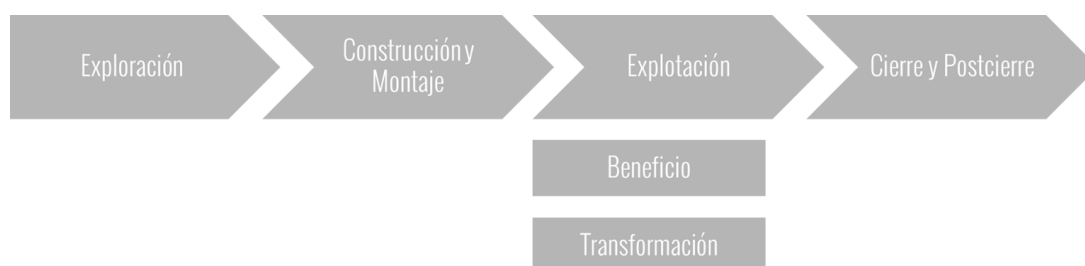 Exploración
Construcción y
Montaje
Explotación
Cierre y Postcierre
Beneficio
Transformación